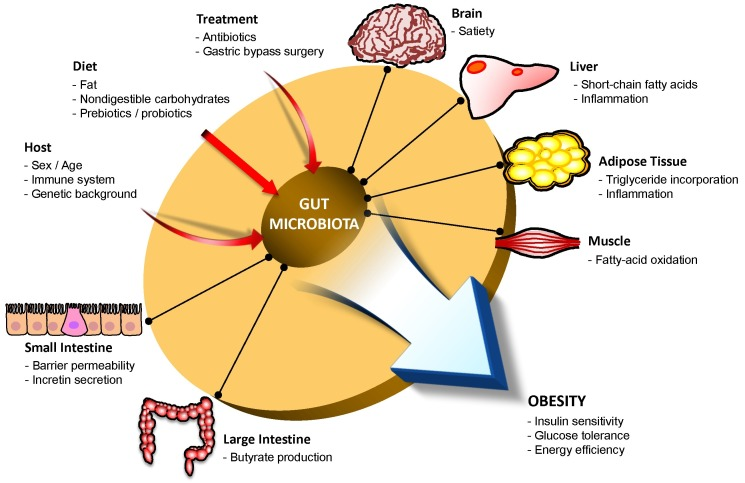 Treatment
- Antibiotics
- Gastric bypass surgery
Brain
- Satiety
Diet
- Fat
- Nondigestible carbohydrates
- Prebiotics / probiotics
Liver
- Short-chain fatty acids
- Inflammation
Host
- Sex / Age
- Immune system
- Genetic background
Adipose Tissue
- Triglyceride incorporation
- Inflammation
GUT
MICROBIOTA
Muscle
- Fatty-acid oxidation
Small Intestine
- Barrier permeability
- Incretin secretion
OBESITY
- Insulin sensitivity
- Glucose tolerance
- Energy efficiency
Large Intestine
- Butyrate production